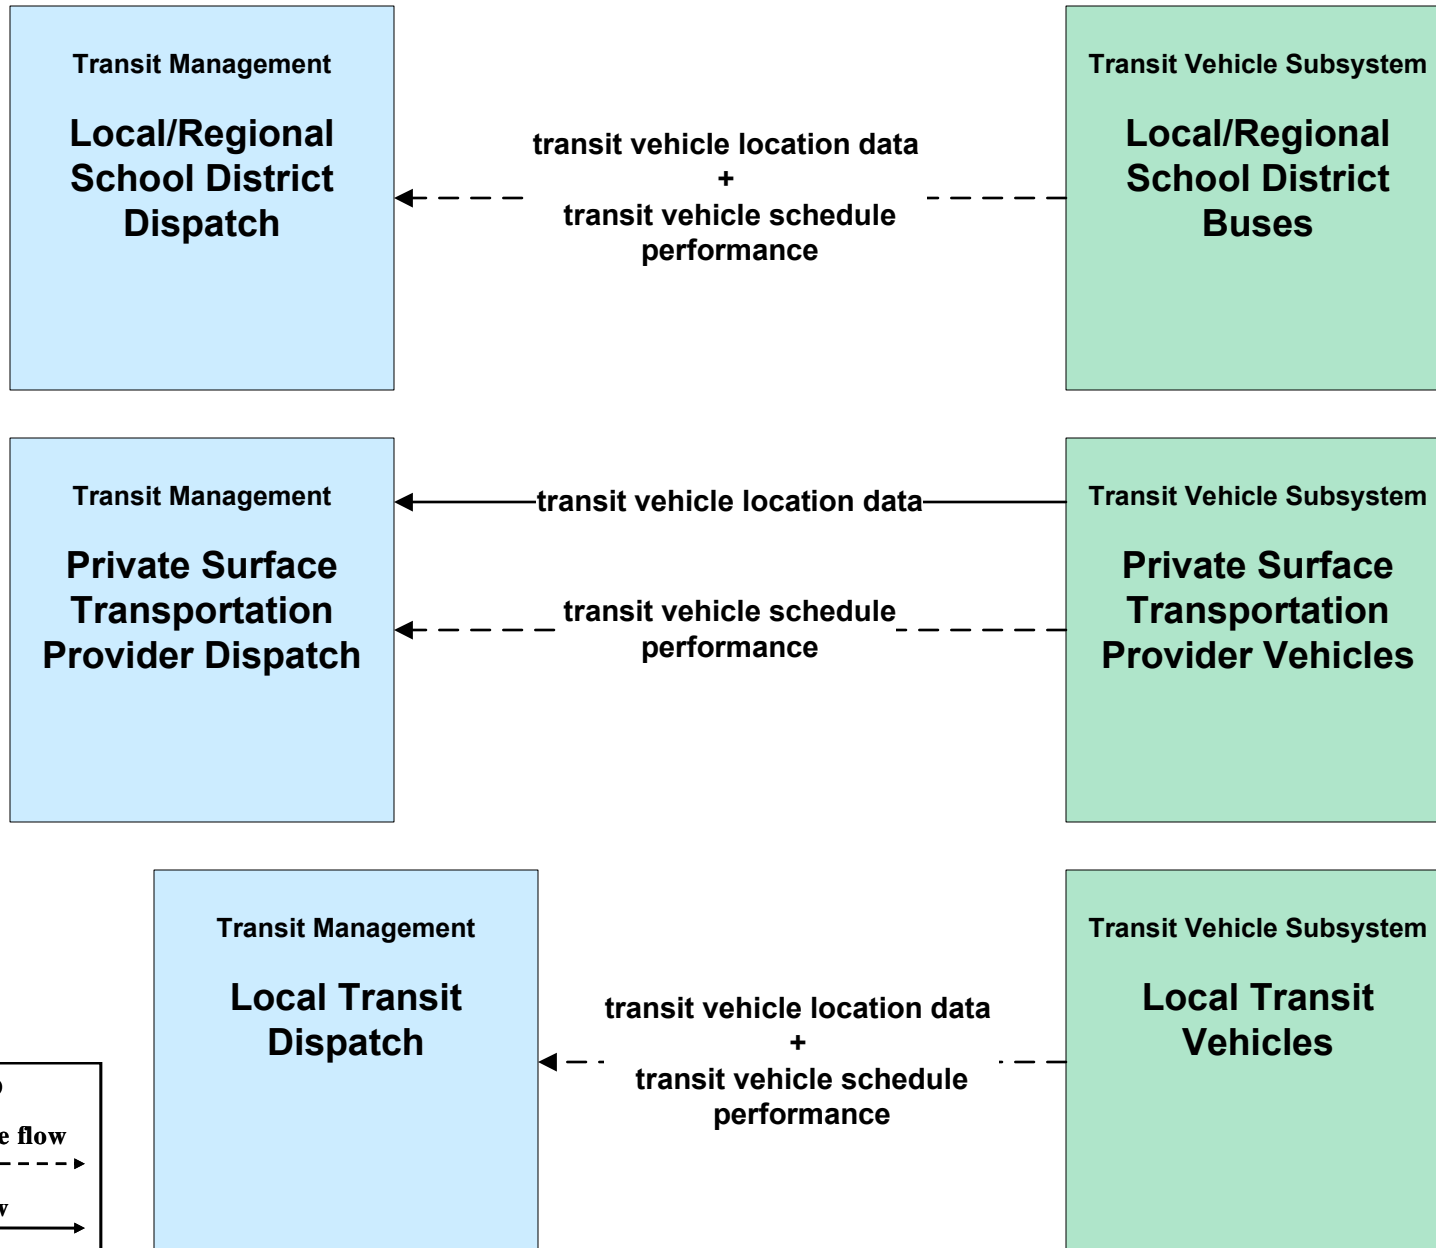 Transit Management
Local/Regional
School District
Dispatch
transit vehicle location data
+
transit vehicle schedule
performance
Transit Vehicle Subsystem
Local/Regional
School District
Buses
Transit Management
Private Surface
Transportation
Provider Dispatch
transit vehicle location data
transit vehicle schedule
performance
Transit Vehicle Subsystem
Private Surface
Transportation
Provider Vehicles
Transit Management
Local Transit
Dispatch
transit vehicle location data
+
transit vehicle schedule
performance
Transit Vehicle Subsystem
Local Transit
Vehicles
flow